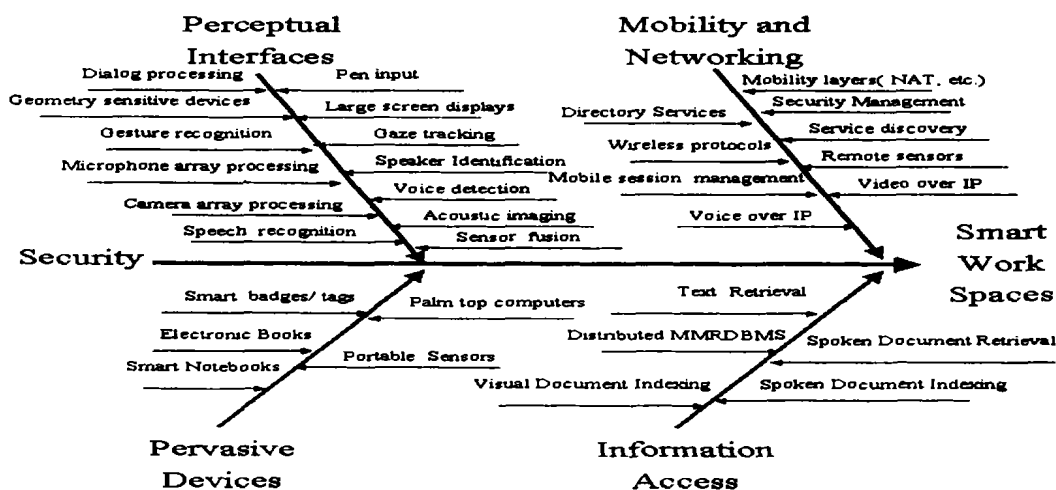 Perceptual
Interfaces
Mobility and
Networking
Dialog processing
Pen input
Geometry sensitive devices
Large screen displays
Gesture recognition
Gaze tracking
Microphone array processing
Speaker Identification
Voice detection
Camera array processing
Acoustic imaging
Speech recognition
Sensor fusion
Mobility layers( NAT, etc.)
Security Management
Directory Services
Service discovery
Wireless protocols
Remote sensors
Mobile session management
Video over IP
Voice over IP
Security
Smart
Work
Spaces
Smart badges/ tags
Palm top computers
Electronic Books
Portable Sensors
Smart Notebooks
Text Retrieval
Distributed MMRDBMS
Spoken Document Retrieval
Visual Document Indexing
Spoken Document Indexing
Pervasive
Devices
Information
Access